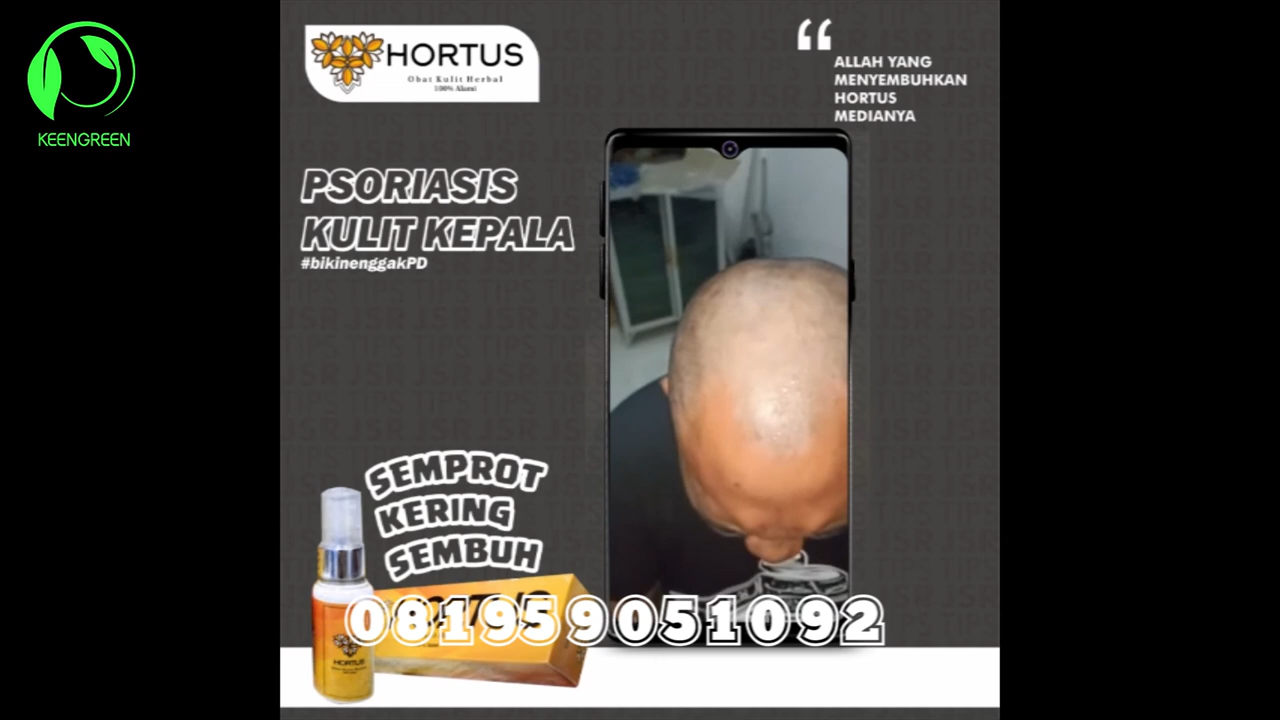 KEENGREEN
HORTUS
Obat Kulit Herbal
100% Alami
ALLAH YANG
MENYEMBUHKAN
HORTUS
MEDIANYA
PSORIASIS
KULIT KEPALA
#bikinenggakPD
SEMPROT
KERING
SEMBUH
HORTUS
081959051092
HORTUS